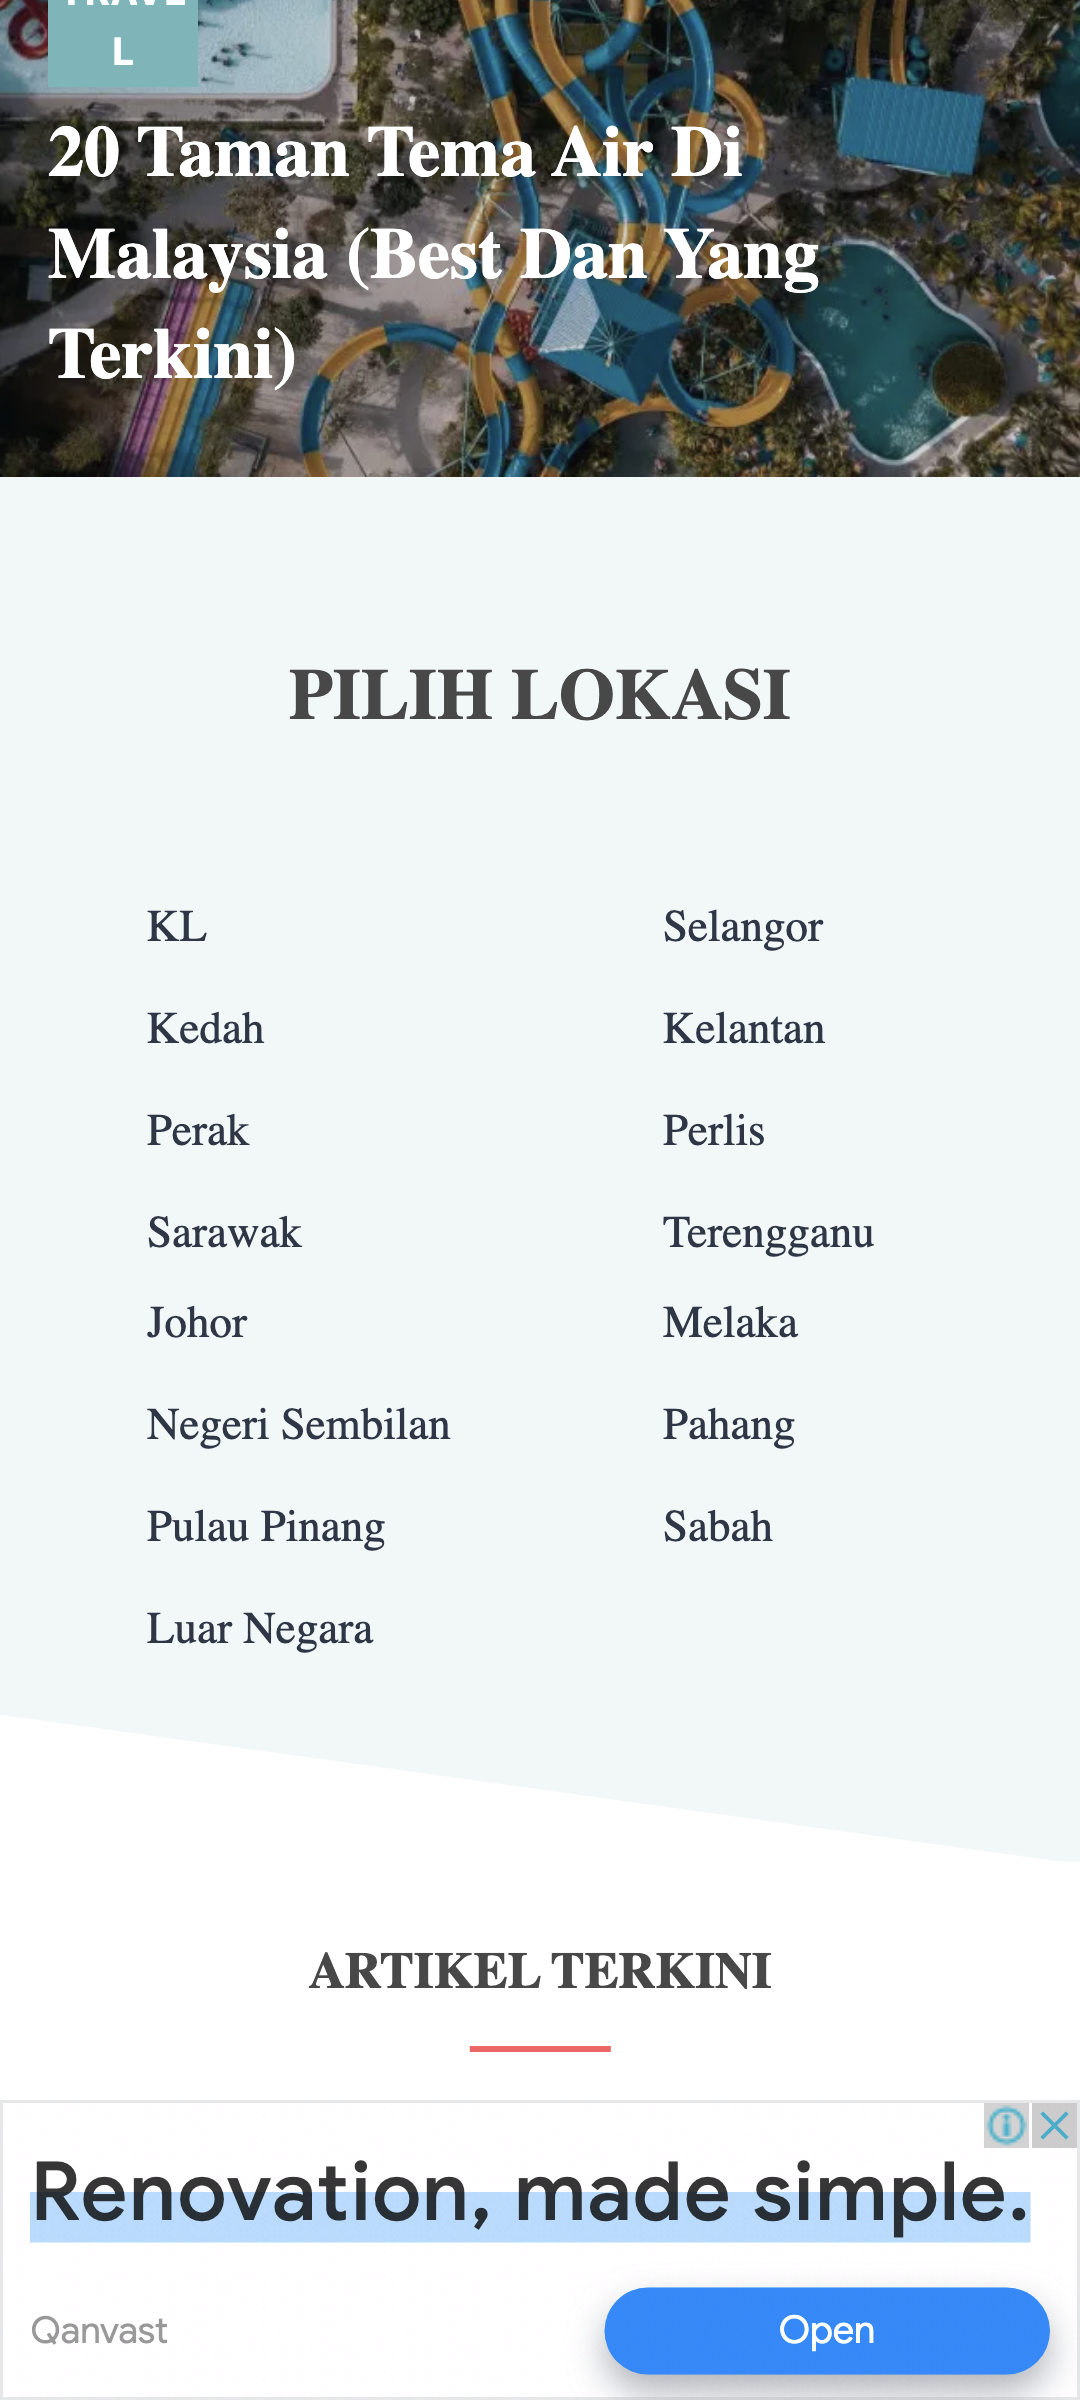 L
20 Taman Tema Air Di
Malaysia (Best Dan Yang
Terkini)
PILIH LOKASI
KL
Selangor
Kedah
Kelantan
Perak
Perlis
Sarawak
Terengganu
Johor
Melaka
Negeri Sembilan
Pahang
Pulau Pinang
Sabah
Luar Negara
ARTIKEL TERKINI
Renovation, made simple.
Qanvast
Open